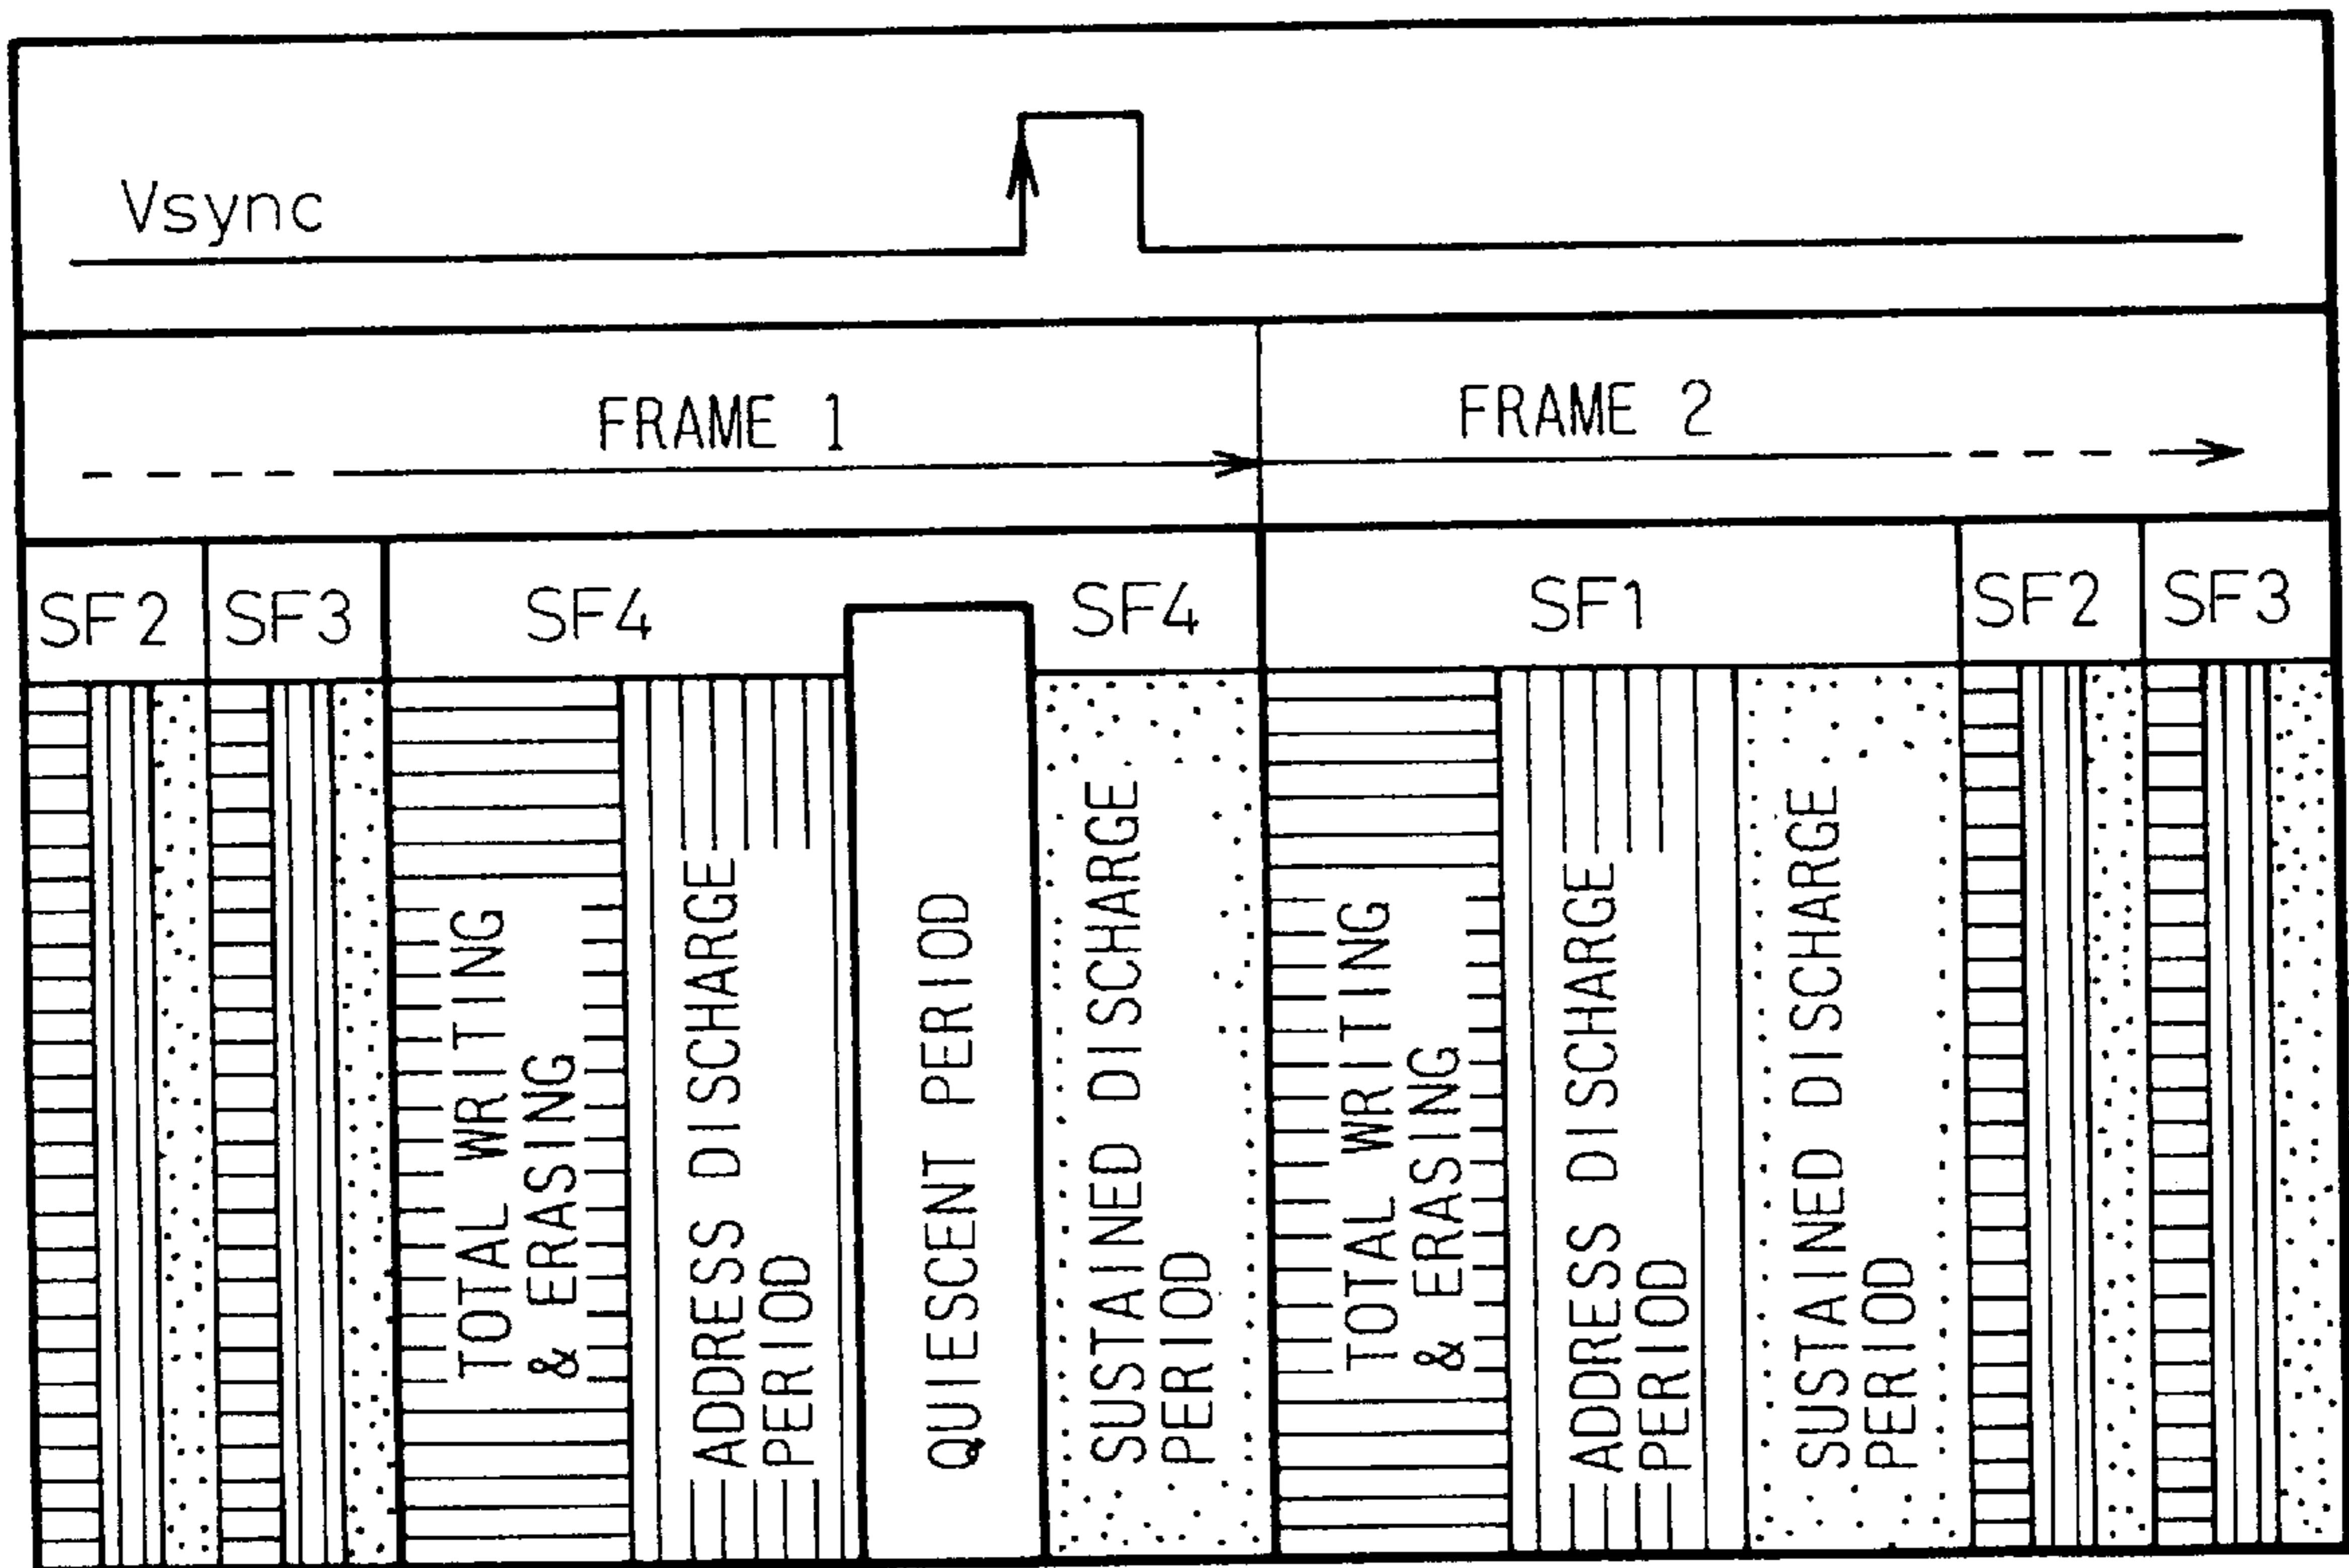 Vsync
FRAME 1
FRAME 2
SF2
SF3
SF4
SF4
SF1
SF2
SF3
TOTAL WRITING
& ERASING
ADDRESS DISCHARGE
PERIOD
QUIESCENT PERIOD
SUSTAINED DISCHARGE
PERIOD
TOTAL WRITING
& ERASING
ADDRESS DISCHARGE
PERIOD
SUSTAINED DISCHARGE
PERIOD